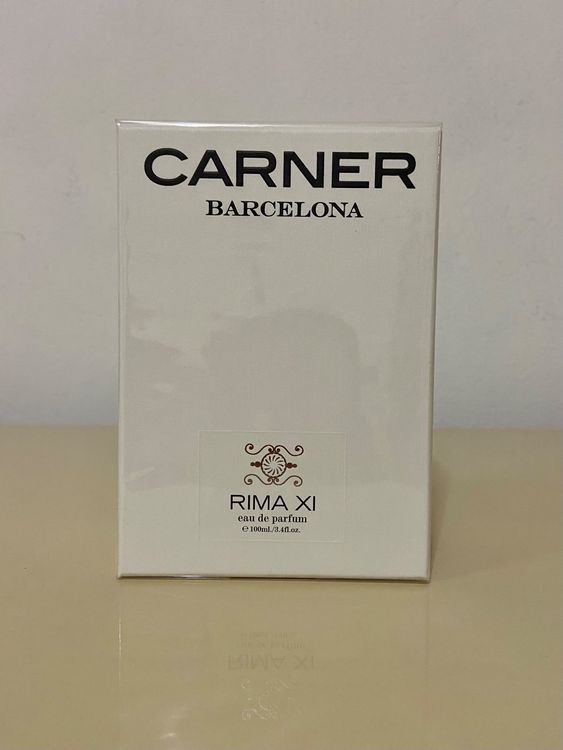 CARNER
BARCELONA
RIMA XI
eau de parfum
℮ 100ml./3.4fl.oz.